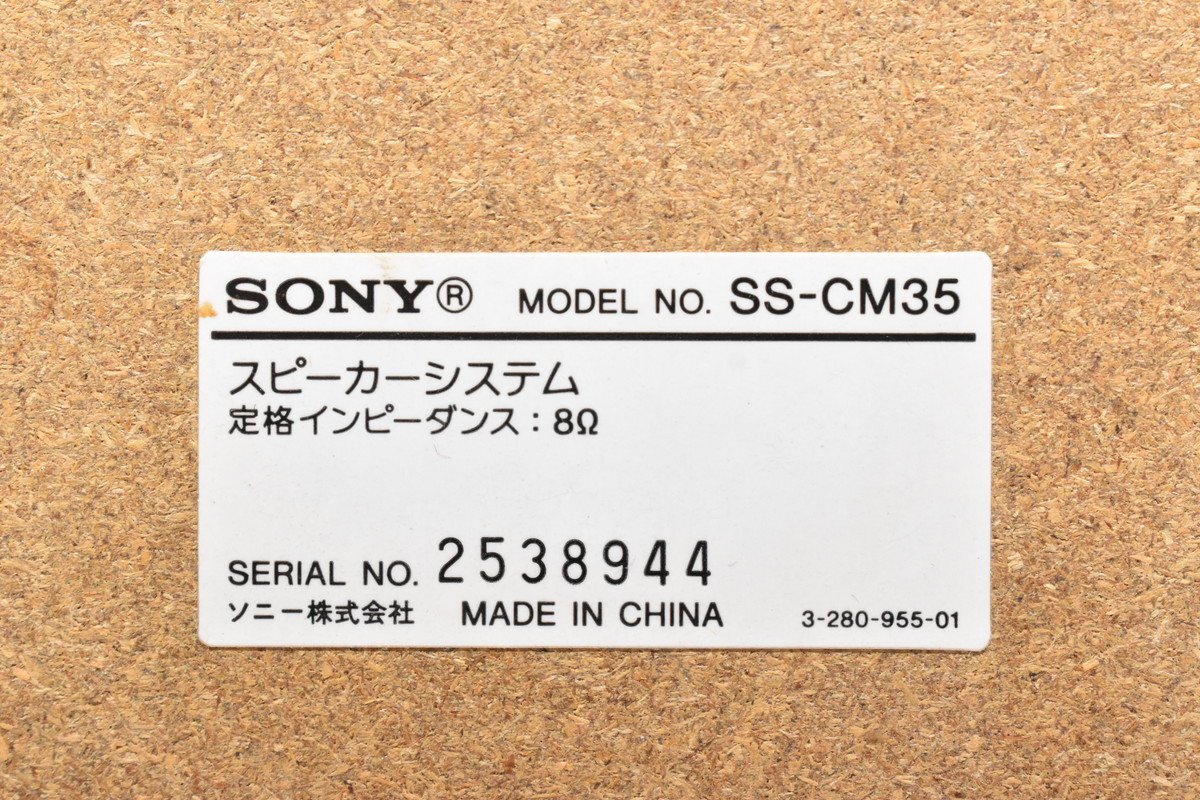 SONY® MODEL NO. SS-CM35
スピーカーシステム
定格インピーダンス：8Ω
SERIAL NO. 2538944
ソニー株式会社 MADE IN CHINA 3-280-955-01